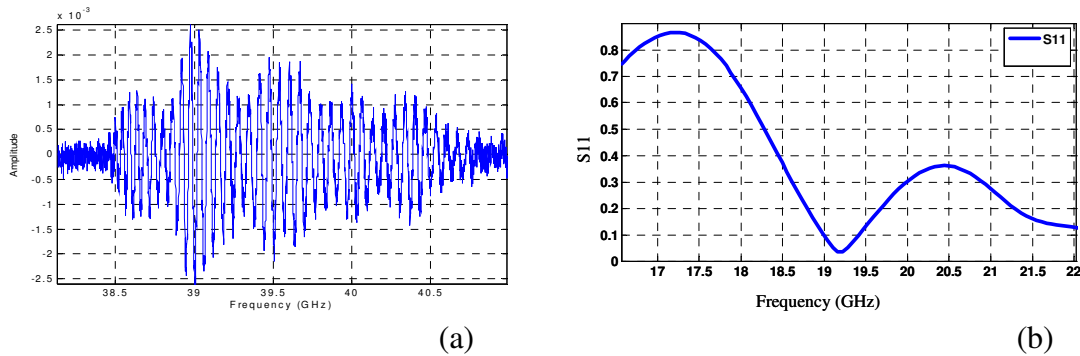 x 10^-3
2.5
2
1.5
1
0.5
0
-0.5
-1
-1.5
-2
-2.5
Amplitude
38.5 39 39.5 40 40.5
Frequency (GHz)
(a)
S11
0.8
0.7
0.6
0.5
0.4
0.3
0.2
0.1
0
S11
17 17.5 18 18.5 19 19.5 20 20.5 21 21.5 22
Frequency (GHz)
(b)